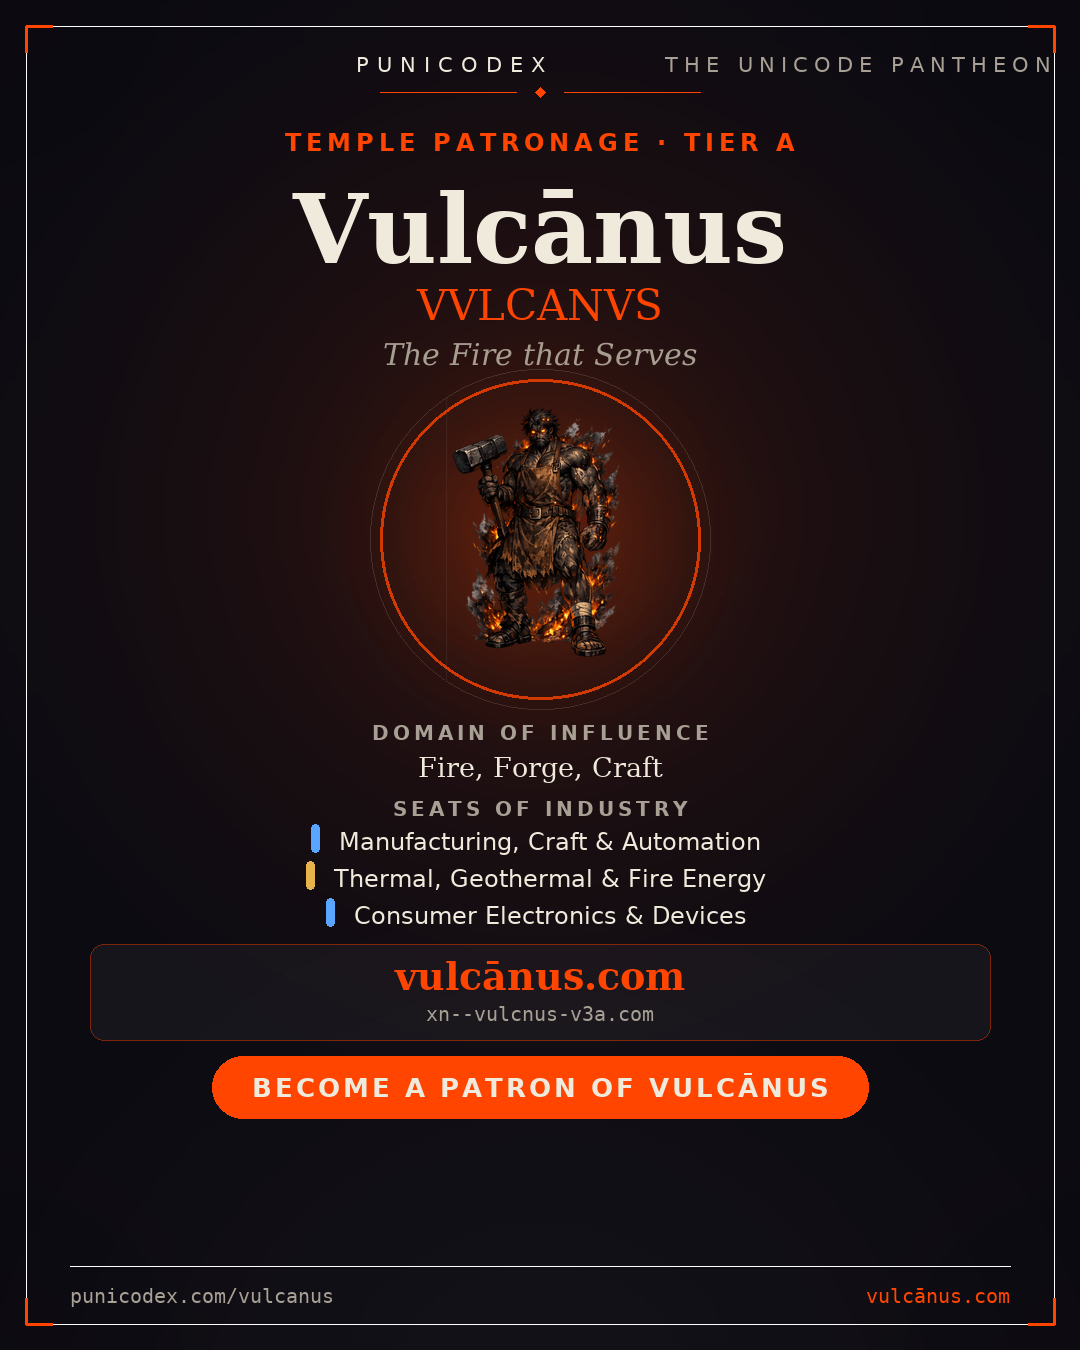 PUNICODEX THE UNICODE PANTHEON
TEMPLE PATRONAGE · TIER A
Vulcānus
VVLCANVS
The Fire that Serves
DOMAIN OF INFLUENCE
Fire, Forge, Craft
SEATS OF INDUSTRY
Manufacturing, Craft & Automation
Thermal, Geothermal & Fire Energy
Consumer Electronics & Devices
vulcānus.com
xn--vulcnus-v3a.com
BECOME A PATRON OF VULCĀNUS
punicodex.com/vulcanus vulcānus.com